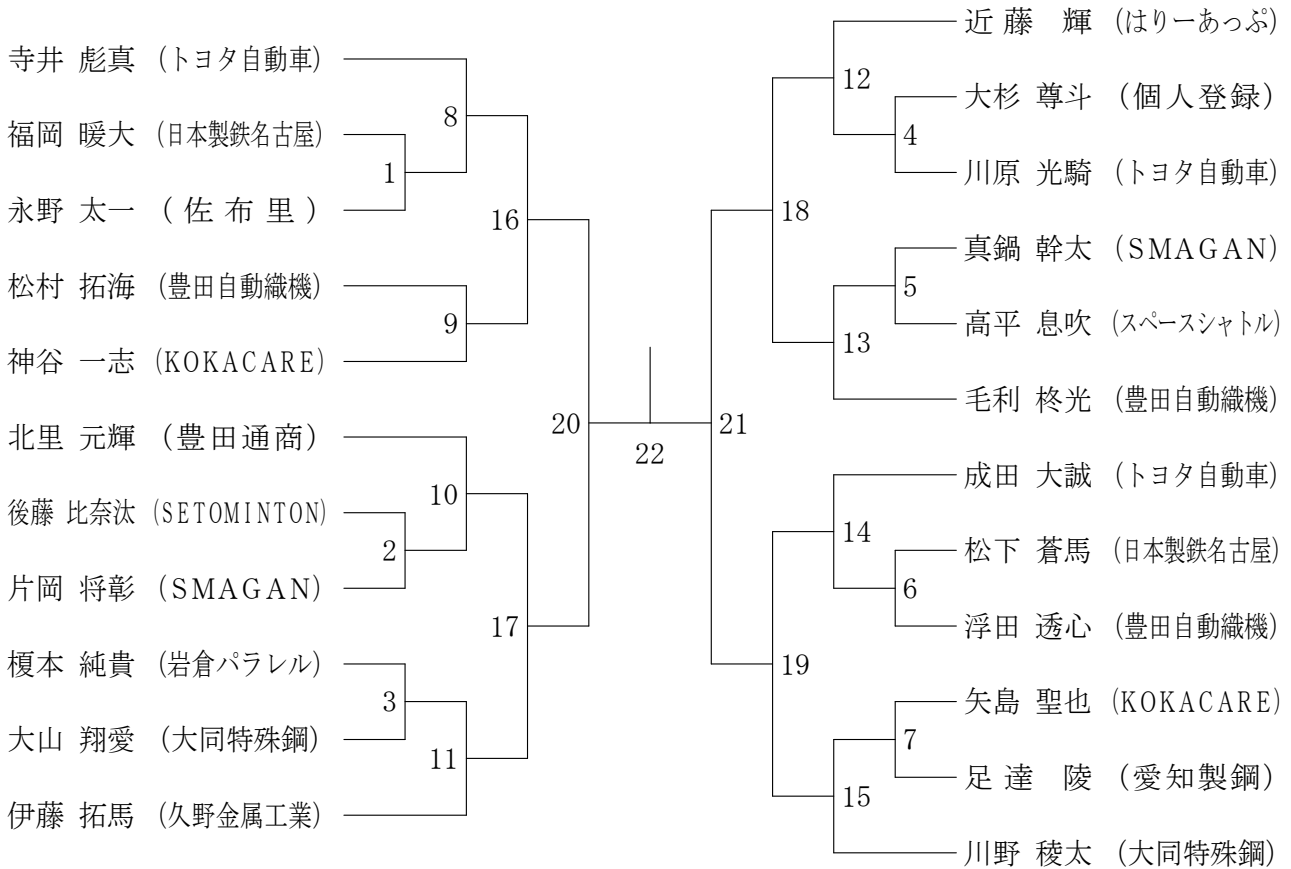 寺井 彪真 (トヨタ自動車)
8
福岡 暖大 (日本製鉄名古屋)
1
永野 太一 (佐布里)
16
松村 拓海 (豊田自動織機)
9
神谷 一志 (KOKACARE)
20
北里 元輝 (豊田通商)
10
後藤 比奈汰 (SETOMINTON)
2
片岡 将彰 (SMAGAN)
17
榎本 純貴 (岩倉パラレル)
3
大山 翔愛 (大同特殊鋼)
11
伊藤 拓馬 (久野金属工業)
22
近藤 輝 (はりーあっぷ)
12
大杉 尊斗 (個人登録)
4
川原 光騎 (トヨタ自動車)
18
真鍋 幹太 (SMAGAN)
5
高平 息吹 (スペースシャトル)
13
毛利 柊光 (豊田自動織機)
21
成田 大誠 (トヨタ自動車)
14
松下 蒼馬 (日本製鉄名古屋)
6
浮田 透心 (豊田自動織機)
19
矢島 聖也 (KOKACARE)
7
足達 陵 (愛知製鋼)
15
川野 稜太 (大同特殊鋼)